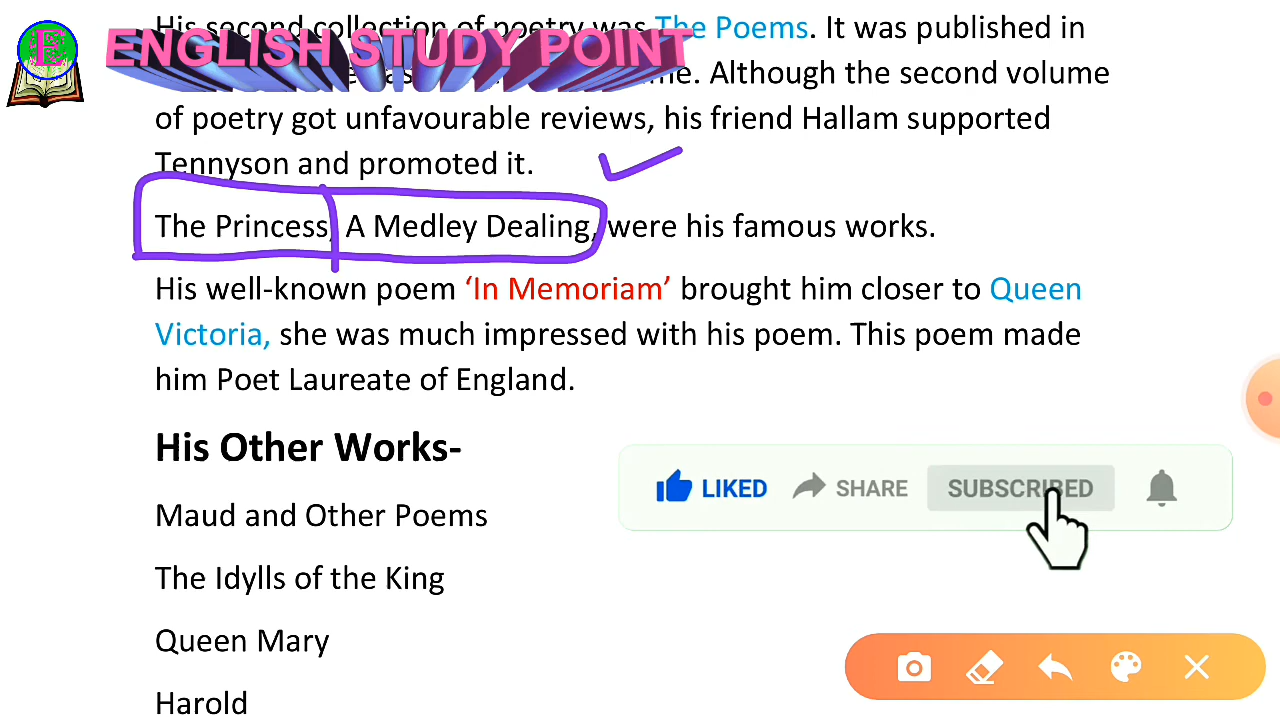 His second collection of poetry was The Poems. It was published in
E ENGLISH STUDY POINT
Although the second volume
of poetry got unfavourable reviews, his friend Hallam supported
Tennyson and promoted it.
The Princess, A Medley Dealing, were his famous works.
His well-known poem ‘In Memoriam’ brought him closer to Queen
Victoria, she was much impressed with his poem. This poem made
him Poet Laureate of England.
His Other Works-
LIKED SHARE SUBSCRIBED
Maud and Other Poems
The Idylls of the King
Queen Mary
Harold